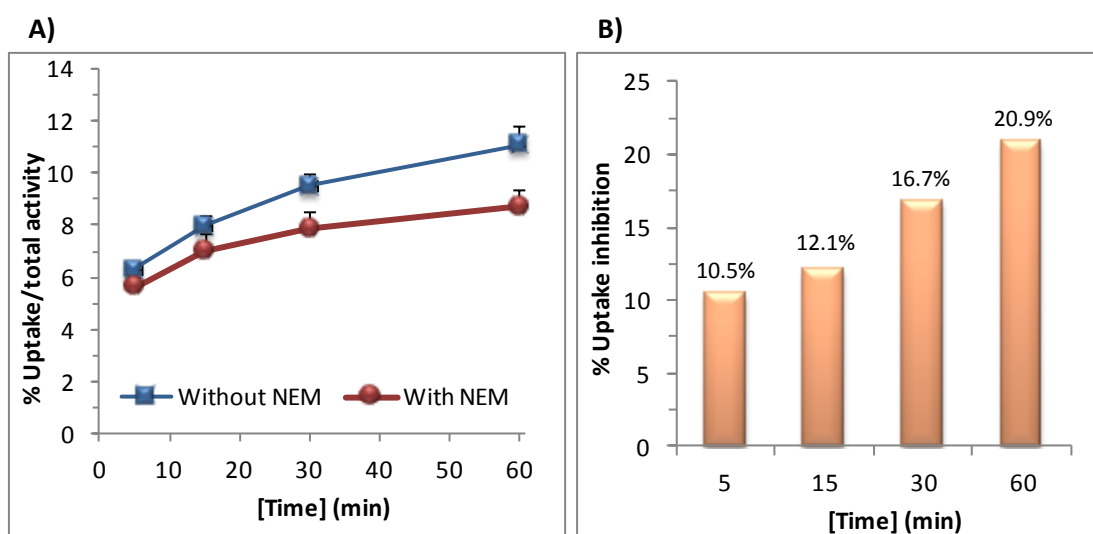 A)
% Uptake/total activity
14
12
10
8
6
4
2
0
Without NEM
With NEM
0 10 20 30 40 50 60
[Time] (min)
B)
% Uptake inhibition
25
20
15
10
5
0
10.5%
12.1%
16.7%
20.9%
5 15 30 60
[Time] (min)